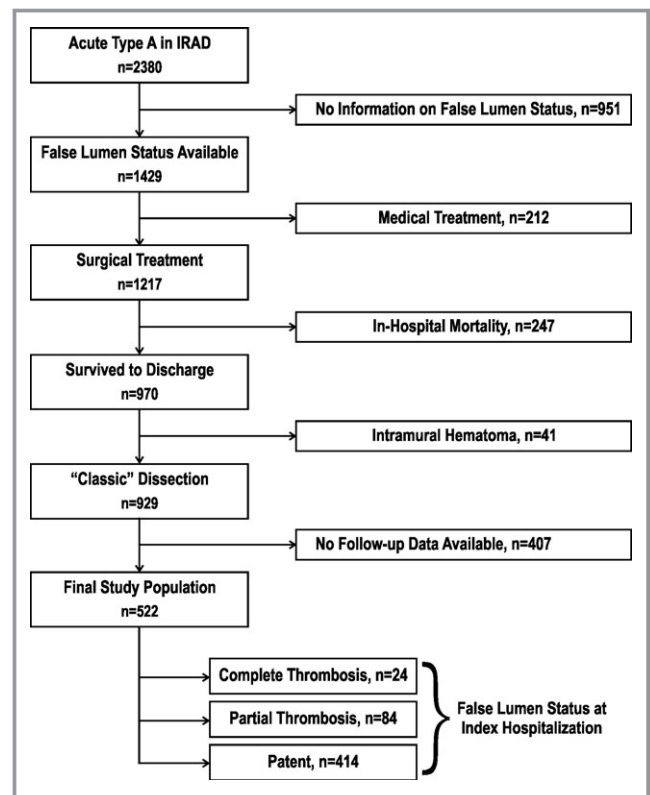 Acute Type A in IRAD
n=2380
No Information on False Lumen Status, n=951
False Lumen Status Available
n=1429
Medical Treatment, n=212
Surgical Treatment
n=1217
In-Hospital Mortality, n=247
Survived to Discharge
n=970
Intramural Hematoma, n=41
“Classic” Dissection
n=929
No Follow-up Data Available, n=407
Final Study Population
n=522
Complete Thrombosis, n=24
Partial Thrombosis, n=84
Patent, n=414
False Lumen Status at
Index Hospitalization